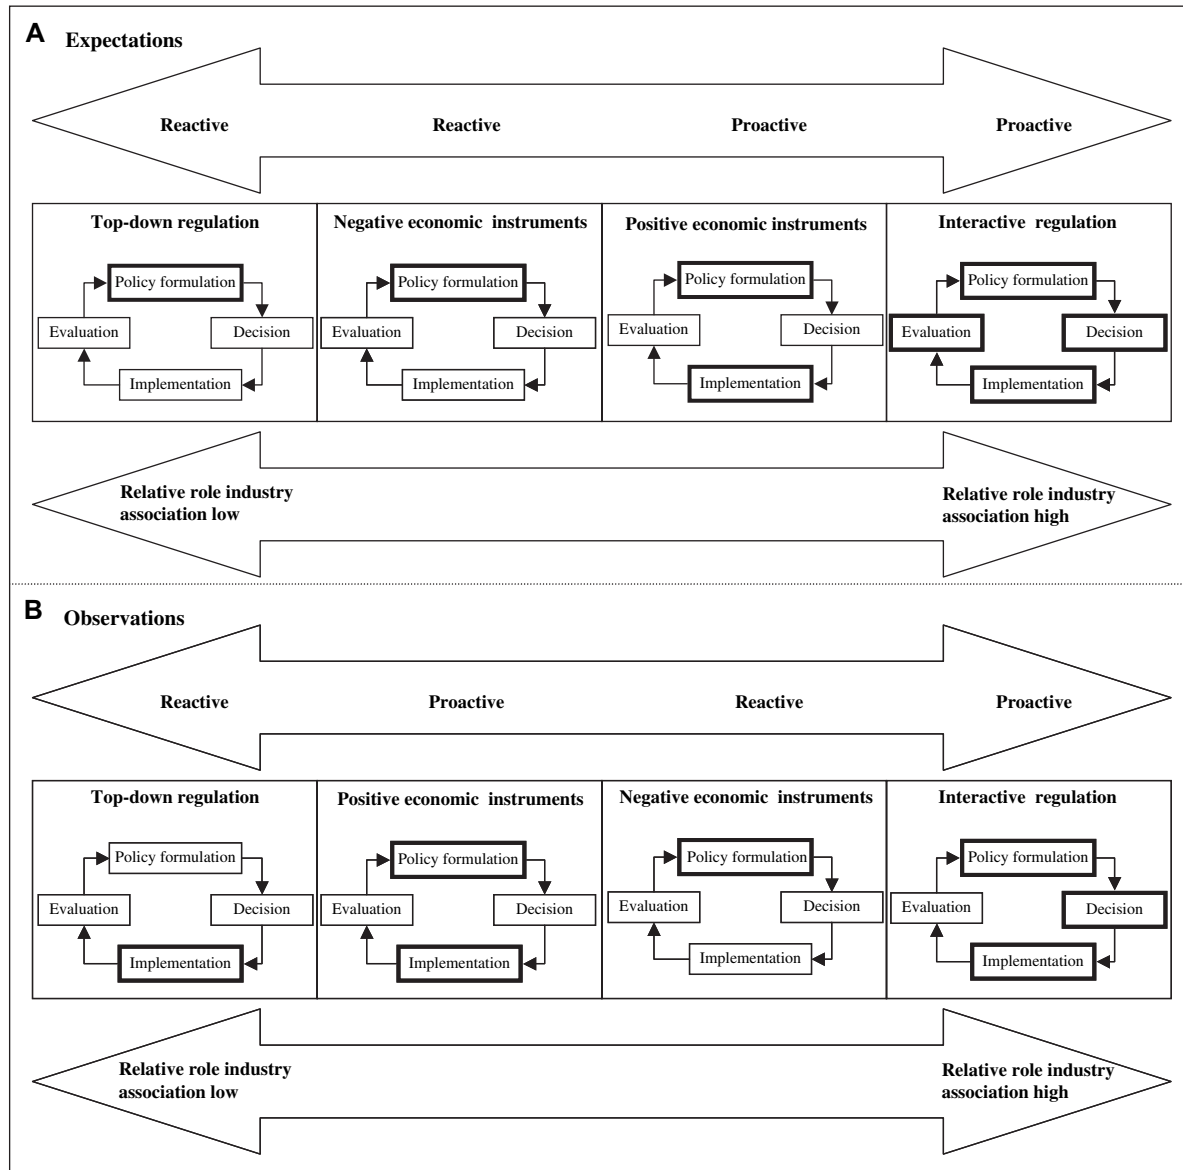 A Expectations
Reactive Reactive Proactive Proactive
Top-down regulation
Policy formulation
Evaluation Decision
Implementation
Negative economic instruments
Policy formulation
Evaluation Decision
Implementation
Positive economic instruments
Policy formulation
Evaluation Decision
Implementation
Interactive regulation
Policy formulation
Evaluation Decision
Implementation
Relative role industry
association low
Relative role industry
association high
B Observations
Reactive Proactive Reactive Proactive
Top-down regulation
Policy formulation
Evaluation Decision
Implementation
Positive economic instruments
Policy formulation
Evaluation Decision
Implementation
Negative economic instruments
Policy formulation
Evaluation Decision
Implementation
Interactive regulation
Policy formulation
Evaluation Decision
Implementation
Relative role industry
association low
Relative role industry
association high